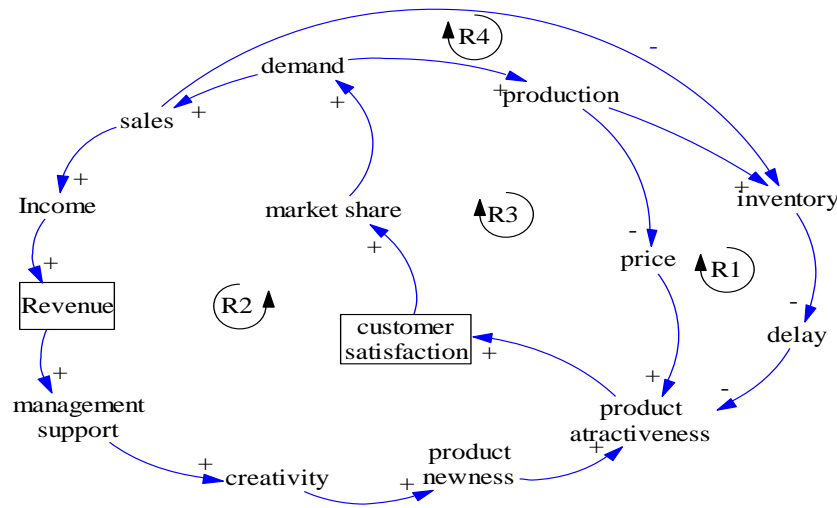 R4
-
demand
+
production
+
+
sales
+
+
-
Income
market share
R3
+
inventory
+
+
-
price
R1
Revenue
R2
customer
satisfaction
+
-
delay
+
+
-
management
support
product
atractiveness
+
+
creativity
+
product
newness